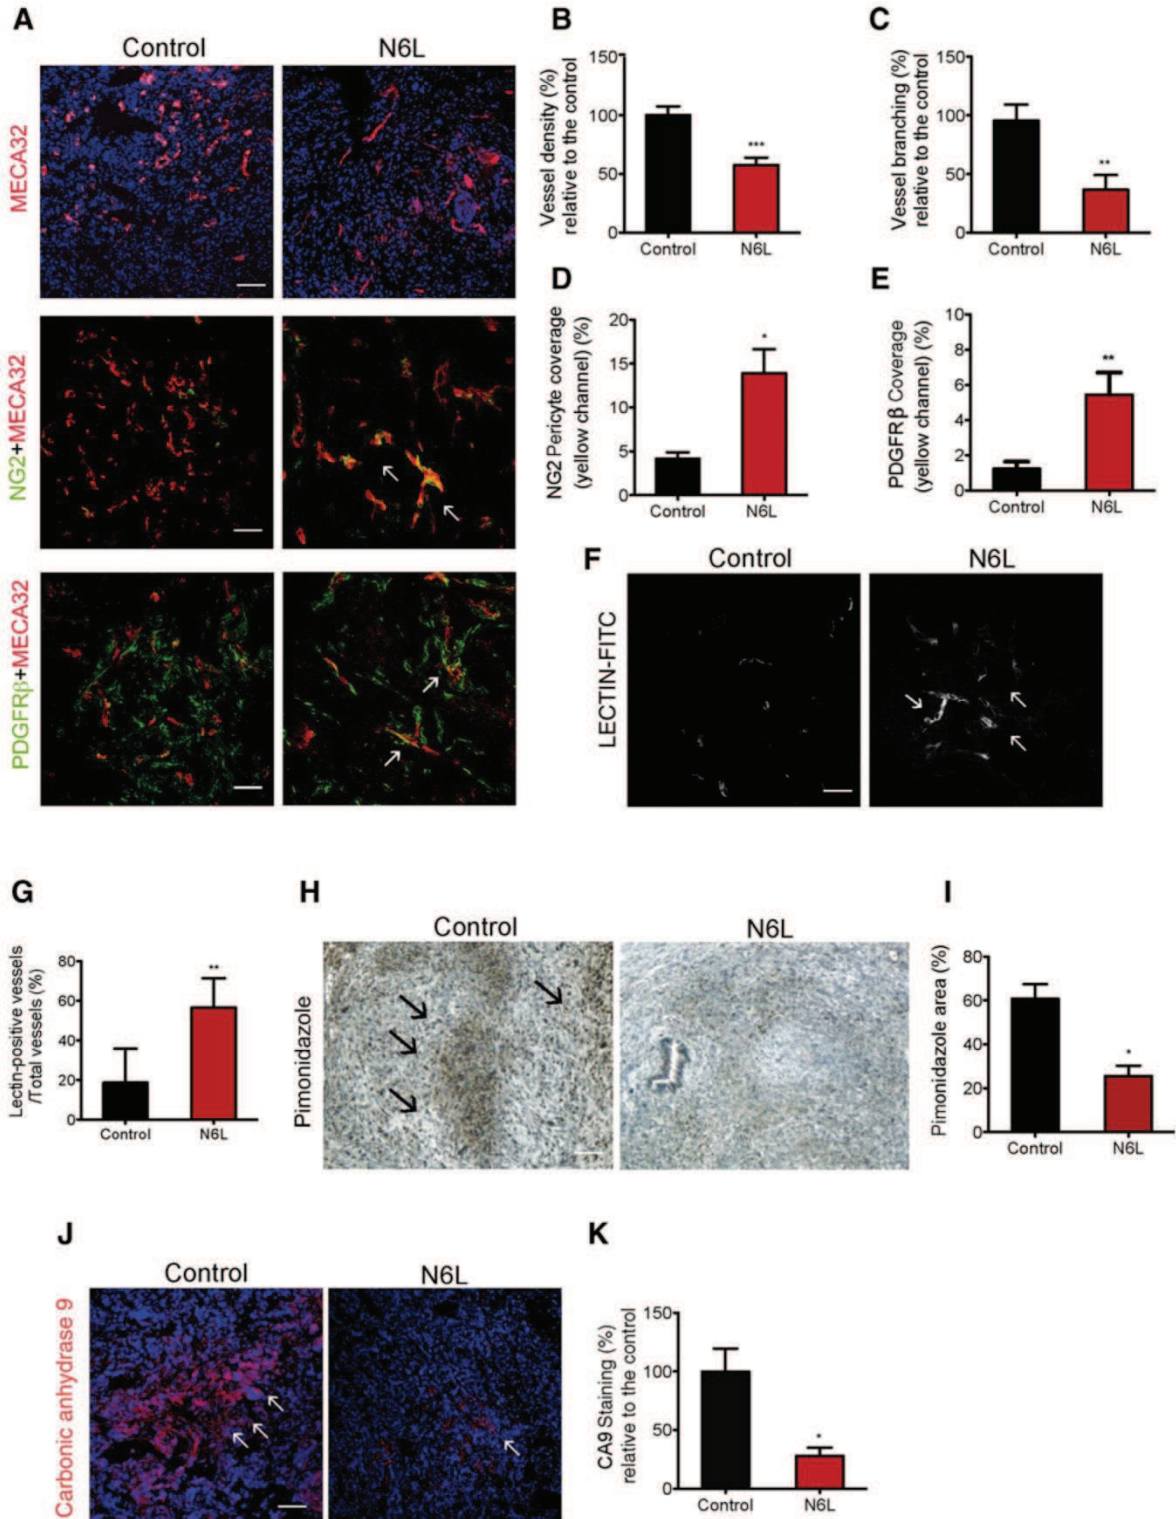 A
Control
N6L
MECA32
NG2+MECA32
PDGFRβ+MECA32
B
Vessel density (%)
relative to the control
150
100
50
0
***
Control
N6L
C
Vessel branching (%)
relative to the control
150
100
50
0
**
Control
N6L
D
NG2 Pericyte coverage
(yellow channel) (%)
20
15
10
5
0
*
Control
N6L
E
PDGFRβ Coverage
(yellow channel) (%)
10
8
6
4
2
0
**
Control
N6L
F
Control
N6L
LECTIN-FITC
G
Lectin-positive vessels
/Total vessels (%)
80
60
40
20
0
**
Control
N6L
H
Control
N6L
Pimonidazole
I
Pimonidazole area (%)
80
60
40
20
0
*
Control
N6L
J
Control
N6L
Carbonic anhydrase 9
K
CA9 Staining (%)
relative to the control
150
100
50
0
*
Control
N6L